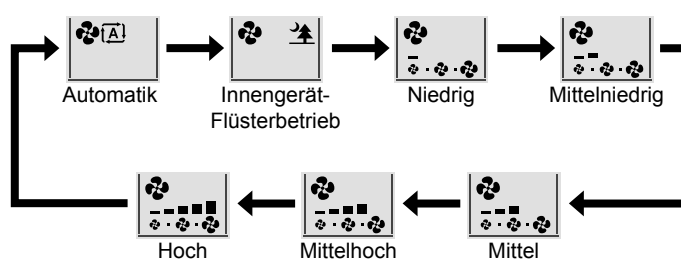 A
Automatik
Innengerät-
Flüsterbetrieb
Niedrig
Mittelniedrig
Hoch
Mittelhoch
Mittel